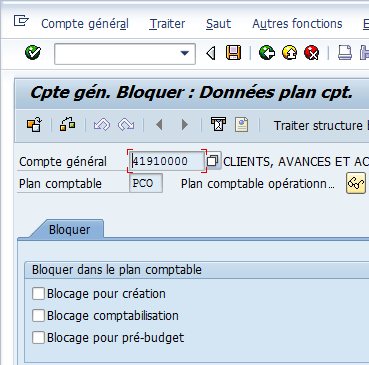 Compte général Traiter Saut Autres fonctions E
Cpte gén. Bloquer : Données plan cpt.
Traiter structure
Compte général 41910000 CLIENTS, AVANCES ET AC
Plan comptable PCO Plan comptable opérationn...
Bloquer
Bloquer dans le plan comptable
Blocage pour création
Blocage comptabilisation
Blocage pour pré-budget